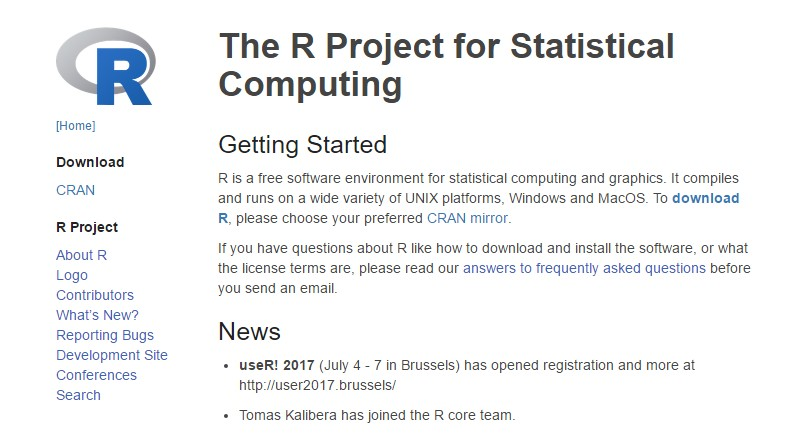 R
[Home]
Download
CRAN
R Project
About R
Logo
Contributors
What's New?
Reporting Bugs
Development Site
Conferences
Search
The R Project for Statistical
Computing
Getting Started
R is a free software environment for statistical computing and graphics. It compiles
and runs on a wide variety of UNIX platforms, Windows and MacOS. To download
R, please choose your preferred CRAN mirror.
If you have questions about R like how to download and install the software, or what
the license terms are, please read our answers to frequently asked questions before
you send an email.
News
• useR! 2017 (July 4 - 7 in Brussels) has opened registration and more at
http://user2017.brussels/
• Tomas Kalibera has joined the R core team.